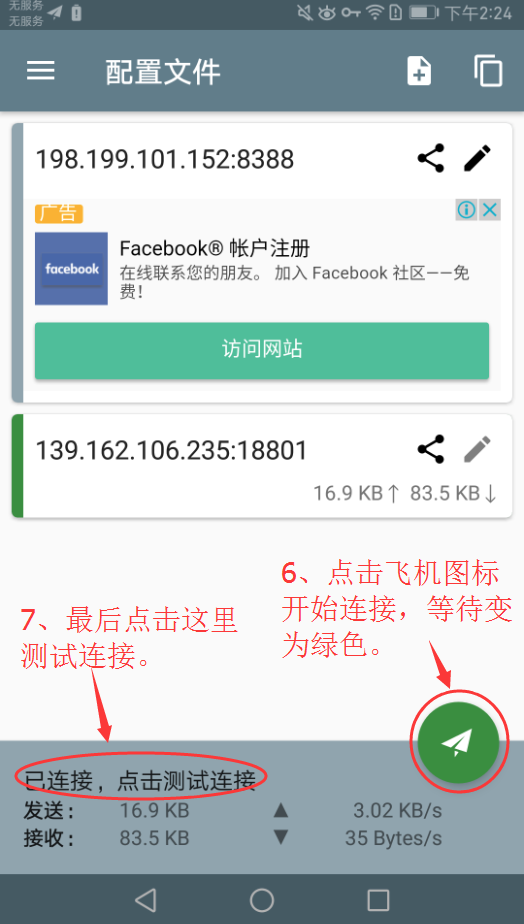 无服务
无服务
下午2:24
配置文件
198.199.101.152:8388
广告
facebook
Facebook® 帐户注册
在线联系您的朋友。 加入 Facebook 社区——免
费！
访问网站
139.162.106.235:18801
16.9 KB↑ 83.5 KB↓
6、点击飞机图标
开始连接，等待变
为绿色。
7、最后点击这里
测试连接。
已连接，点击测试连接
发送： 16.9 KB ▲ 3.02 KB/s
接收： 83.5 KB ▼ 35 Bytes/s